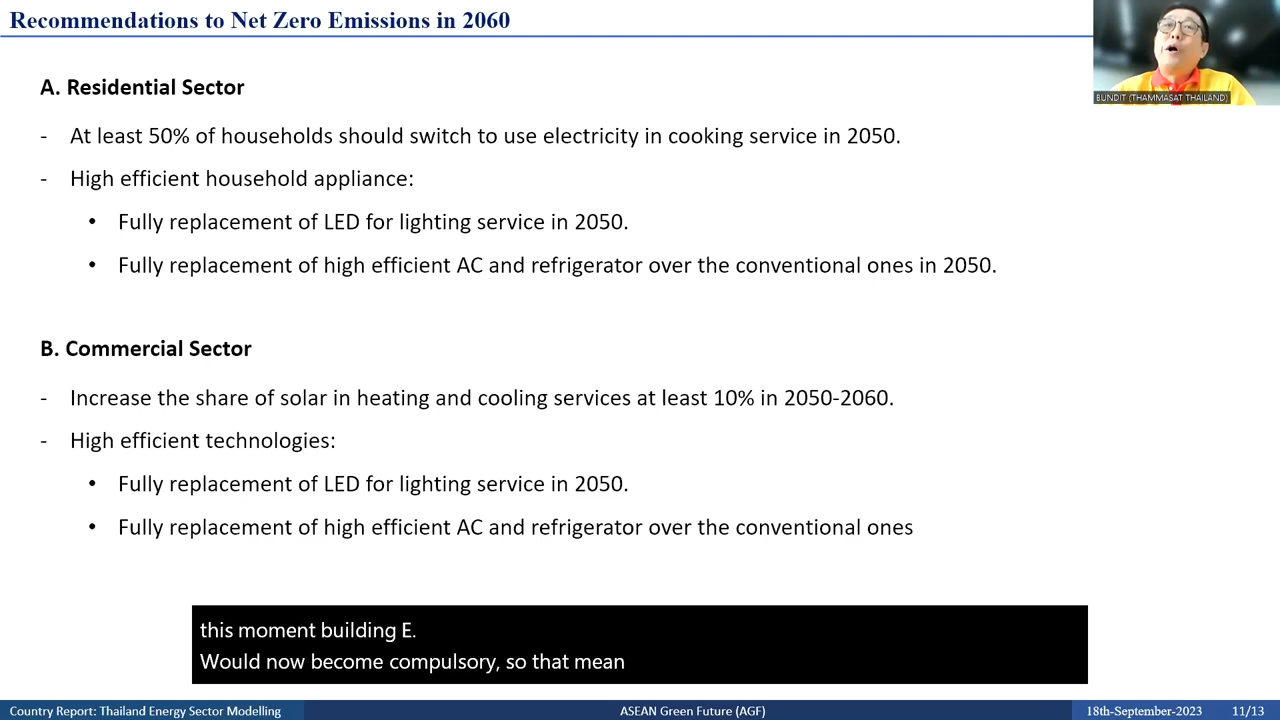 Recommendations to Net Zero Emissions in 2060
BUNDIT (THAMMASAT THAILAND)
A. Residential Sector
- At least 50% of households should switch to use electricity in cooking service in 2050.
- High efficient household appliance:
• Fully replacement of LED for lighting service in 2050.
• Fully replacement of high efficient AC and refrigerator over the conventional ones in 2050.
B. Commercial Sector
- Increase the share of solar in heating and cooling services at least 10% in 2050-2060.
- High efficient technologies:
• Fully replacement of LED for lighting service in 2050.
• Fully replacement of high efficient AC and refrigerator over the conventional ones
this moment building E.
Would now become compulsory, so that mean
Country Report: Thailand Energy Sector Modelling ASEAN Green Future (AGF) 18th-September-2023 11/13